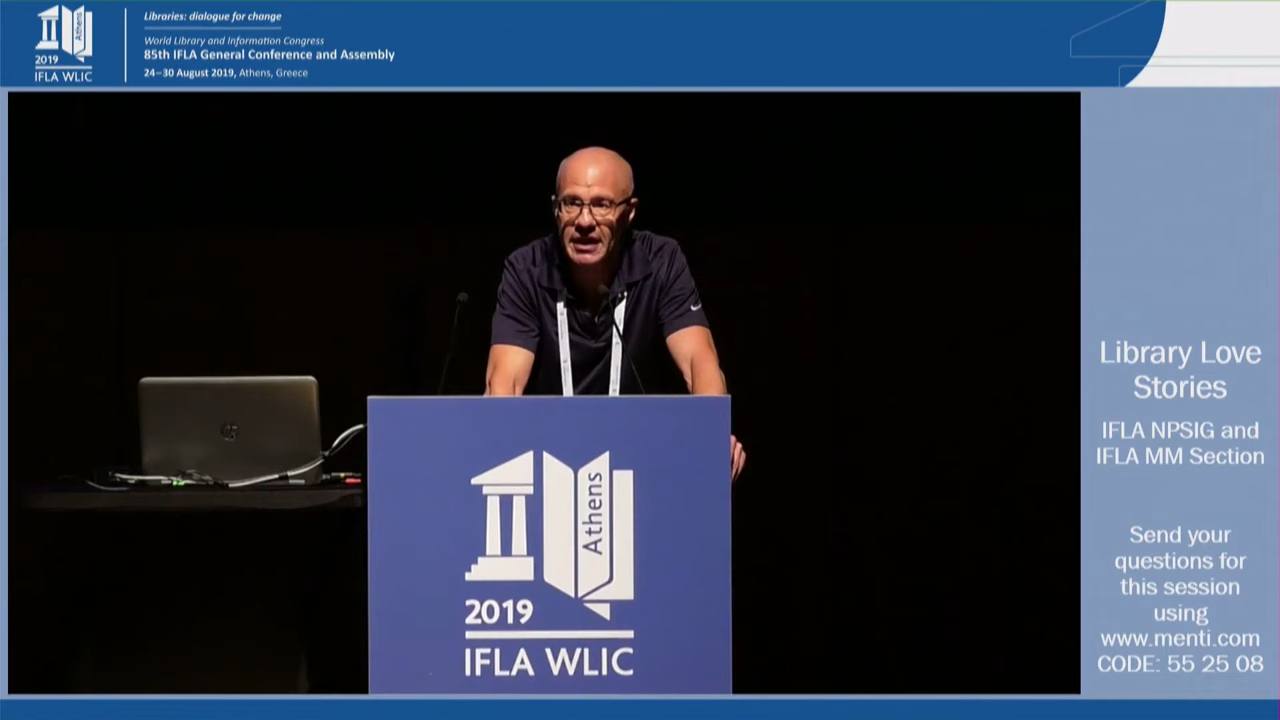 Libraries: dialogue for change
World Library and Information Congress
85th IFLA General Conference and Assembly
24–30 August 2019, Athens, Greece
Athens
2019
IFLA WLIC
Athens
2019
IFLA WLIC
Library Love
Stories
IFLA NPSIG and
IFLA MM Section
Send your
questions for
this session
using
www.menti.com
CODE: 55 25 08